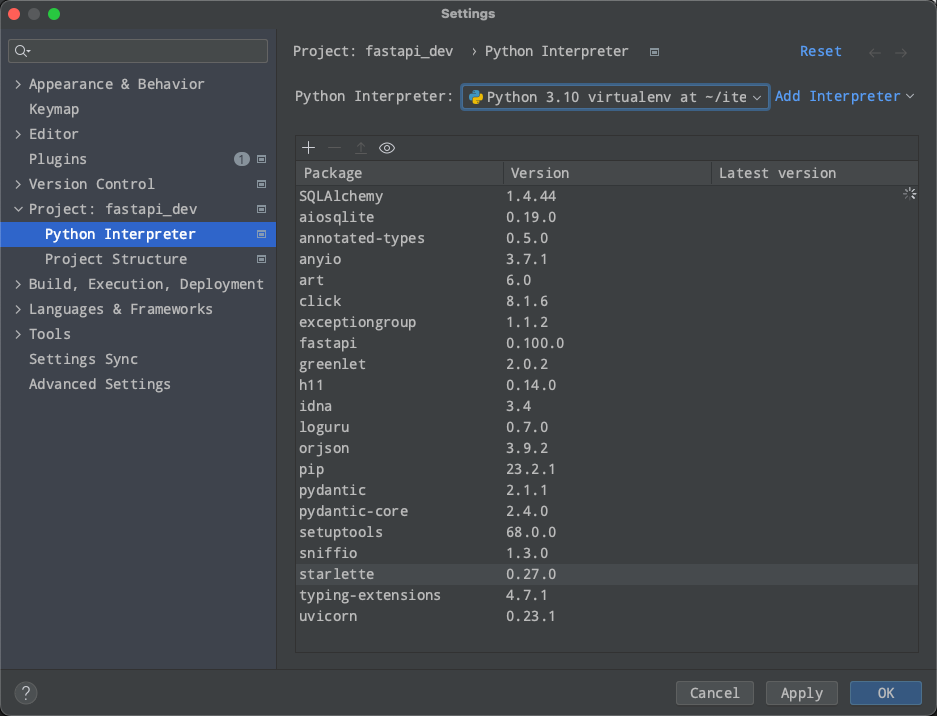 Settings
Project: fastapi_dev › Python Interpreter
Reset
Python Interpreter: Python 3.10 virtualenv at ~/ite Add Interpreter
Appearance & Behavior
Keymap
Editor
Plugins 1
Version Control
Project: fastapi_dev
Python Interpreter
Project Structure
Build, Execution, Deployment
Languages & Frameworks
Tools
Settings Sync
Advanced Settings
Package Version Latest version
SQLAlchemy 1.4.44
aiosqlite 0.19.0
annotated-types 0.5.0
anyio 3.7.1
art 6.0
click 8.1.6
exceptiongroup 1.1.2
fastapi 0.100.0
greenlet 2.0.2
h11 0.14.0
idna 3.4
loguru 0.7.0
orjson 3.9.2
pip 23.2.1
pydantic 2.1.1
pydantic-core 2.4.0
setuptools 68.0.0
sniffio 1.3.0
starlette 0.27.0
typing-extensions 4.7.1
uvicorn 0.23.1
? Cancel Apply OK